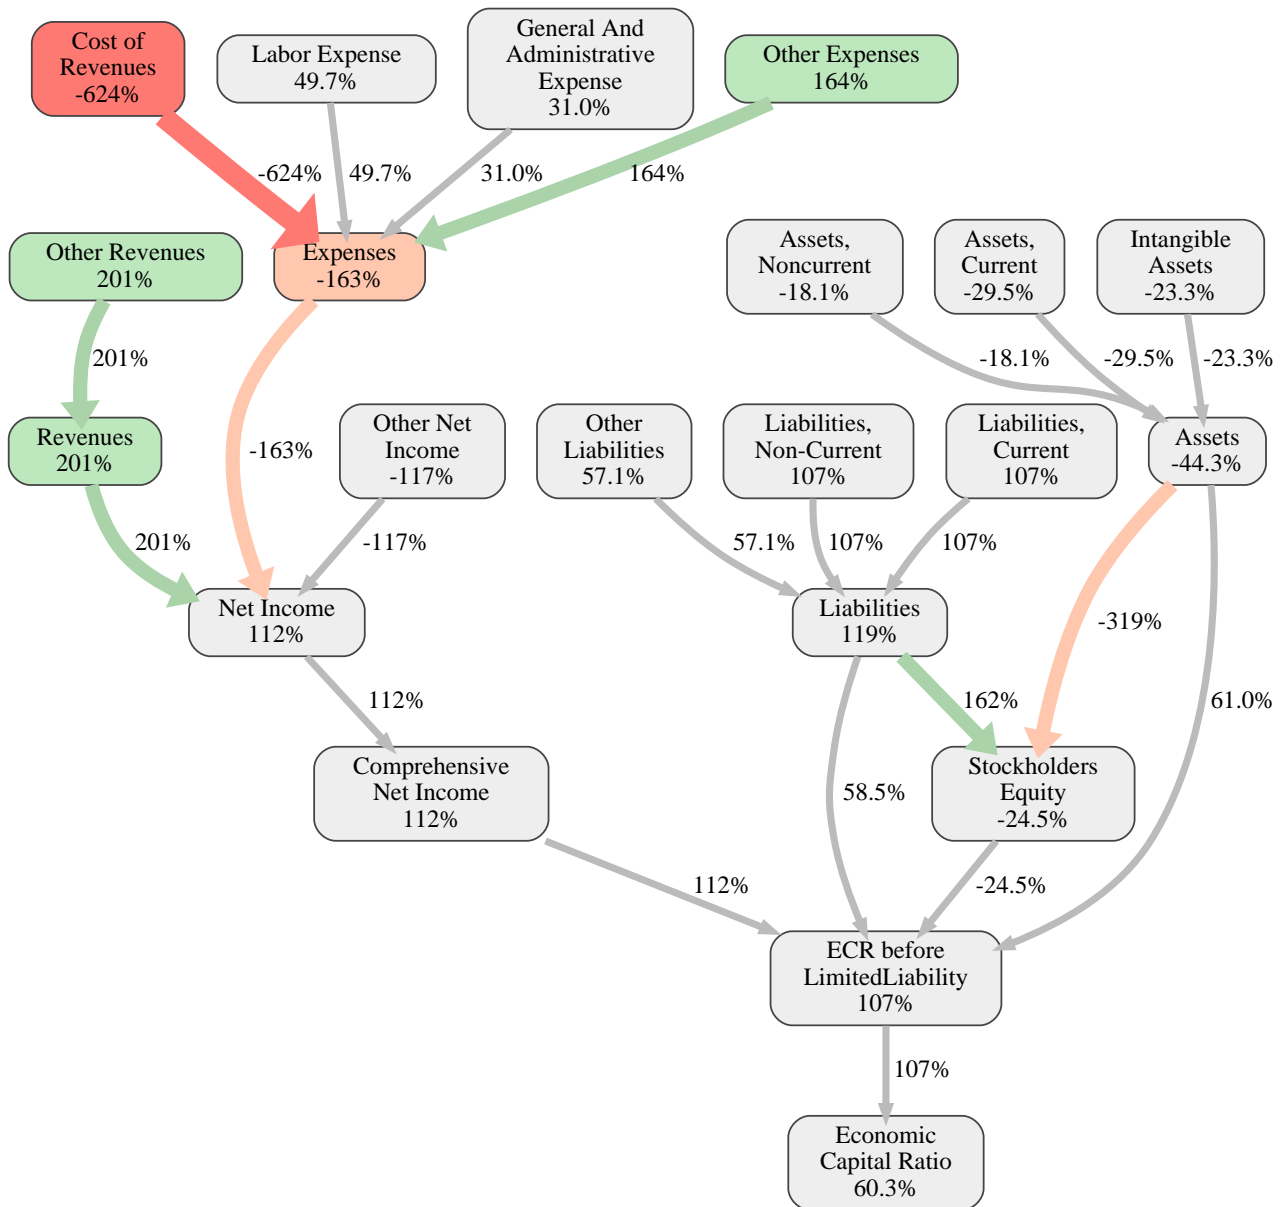 Cost of
Revenues
-624%
Labor Expense
49.7%
General And
Administrative
Expense
31.0%
Other Expenses
164%
-624%
49.7%
31.0%
164%
Other Revenues
201%
Expenses
-163%
Assets,
Noncurrent
-18.1%
Assets,
Current
-29.5%
Intangible
Assets
-23.3%
201%
-18.1%
-29.5%
-23.3%
Revenues
201%
-163%
Other Net
Income
-117%
Other
Liabilities
57.1%
Liabilities,
Non-Current
107%
Liabilities,
Current
107%
Assets
-44.3%
201%
-117%
57.1%
107%
107%
Net Income
112%
Liabilities
119%
-319%
112%
162%
61.0%
Comprehensive
Net Income
112%
58.5%
Stockholders
Equity
-24.5%
112%
-24.5%
ECR before
LimitedLiability
107%
107%
Economic
Capital Ratio
60.3%